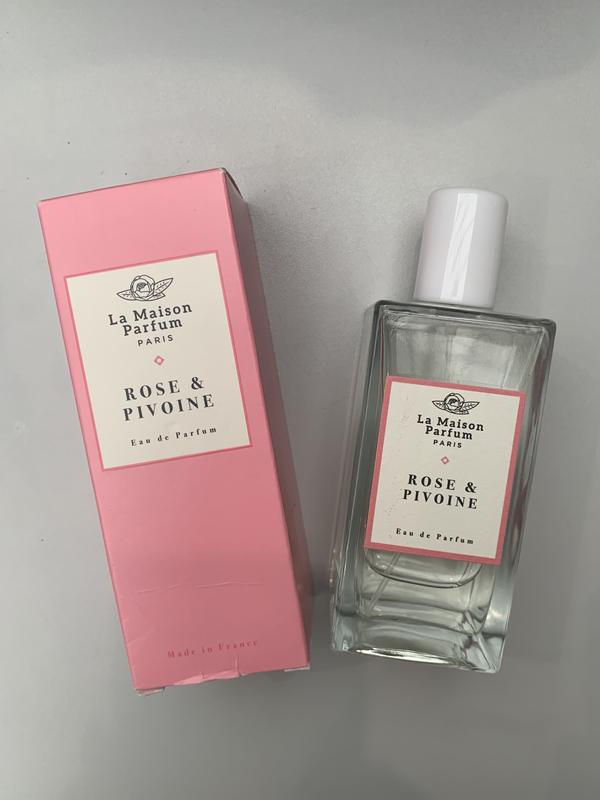 La Maison
Parfum
PARIS
ROSE &
PIVOINE
Eau de Parfum
Made in France
La Maison
Parfum
PARIS
ROSE &
PIVOINE
Eau de Parfum